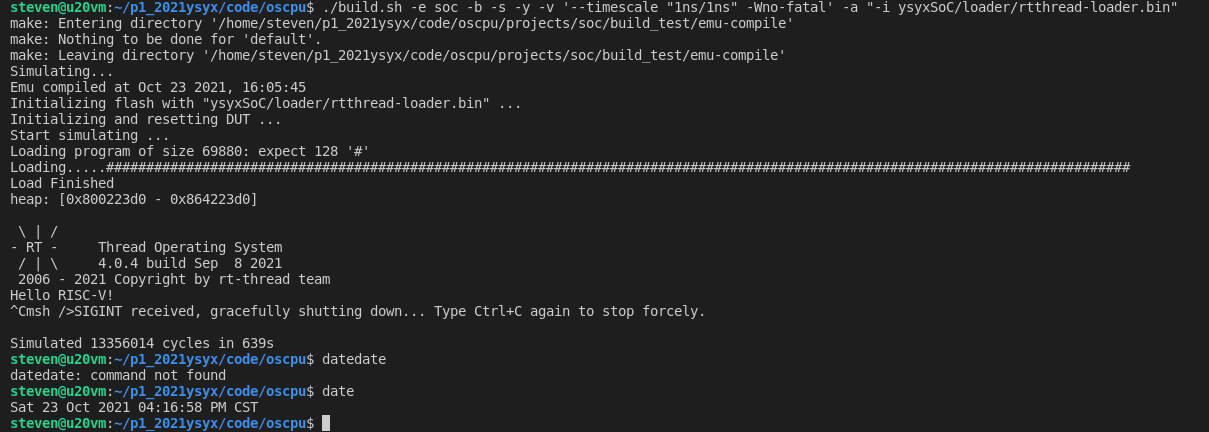 steven@u20vm:~/p1_2021ysyx/code/oscpu$ ./build.sh -e soc -b -s -y -v '--timescale "1ns/1ns" -Wno-fatal' -a "-i ysyxSoC/loader/rtthread-loader.bin"
make: Entering directory '/home/steven/p1_2021ysyx/code/oscpu/projects/soc/build_test/emu-compile'
make: Nothing to be done for 'default'.
make: Leaving directory '/home/steven/p1_2021ysyx/code/oscpu/projects/soc/build_test/emu-compile'
Simulating...
Emu compiled at Oct 23 2021, 16:05:45
Initializing flash with "ysyxSoC/loader/rtthread-loader.bin" ...
Initializing and resetting DUT ...
Start simulating ...
Loading program of size 69880: expect 128 '#'
Loading.....################################################################################################################################
Load Finished
heap: [0x800223d0 - 0x864223d0]

 \ | /
- RT -     Thread Operating System
 / | \     4.0.4 build Sep  8 2021
 2006 - 2021 Copyright by rt-thread team
Hello RISC-V!
^Cmsh />SIGINT received, gracefully shutting down... Type Ctrl+C again to stop forcely.

Simulated 13356014 cycles in 639s
steven@u20vm:~/p1_2021ysyx/code/oscpu$ datedate
datedate: command not found
steven@u20vm:~/p1_2021ysyx/code/oscpu$ date
Sat 23 Oct 2021 04:16:58 PM CST
steven@u20vm:~/p1_2021ysyx/code/oscpu$